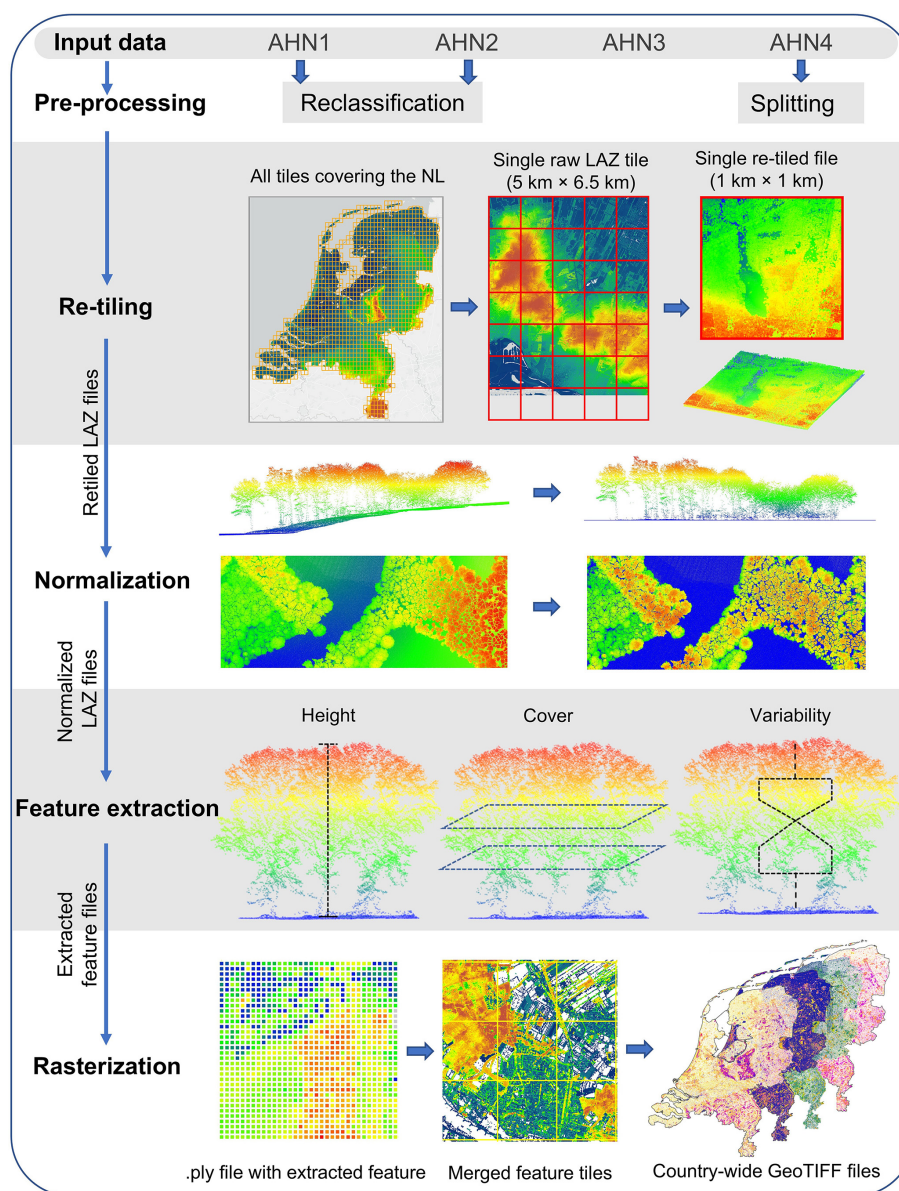 Input data AHN1 AHN2 AHN3 AHN4
Pre-processing Reclassification Splitting
All tiles covering the NL
Single raw LAZ tile
(5 km × 6.5 km)
Single re-tiled file
(1 km × 1 km)
Re-tiling
Retiled LAZ files
Normalization
Normalized
LAZ files
Height Cover Variability
Feature extraction
Extracted
feature files
Rasterization
.ply file with extracted feature Merged feature tiles Country-wide GeoTIFF files